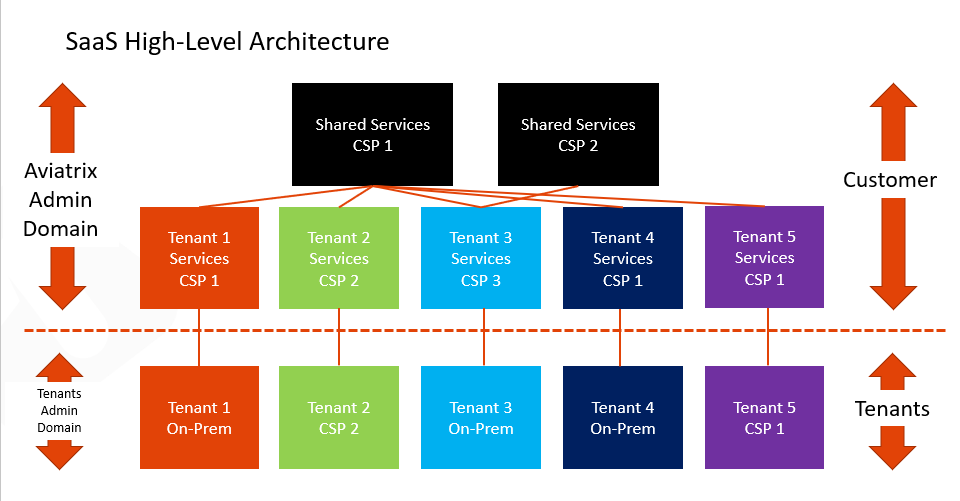 SaaS High-Level Architecture
Shared Services
CSP 1
Shared Services
CSP 2
Aviatrix
Admin
Domain
Customer
Tenant 1
Services
CSP 1
Tenant 2
Services
CSP 2
Tenant 3
Services
CSP 3
Tenant 4
Services
CSP 1
Tenant 5
Services
CSP 1
Tenants
Admin
Domain
Tenant 1
On-Prem
Tenant 2
CSP 2
Tenant 3
On-Prem
Tenant 4
On-Prem
Tenant 5
CSP 1
Tenants